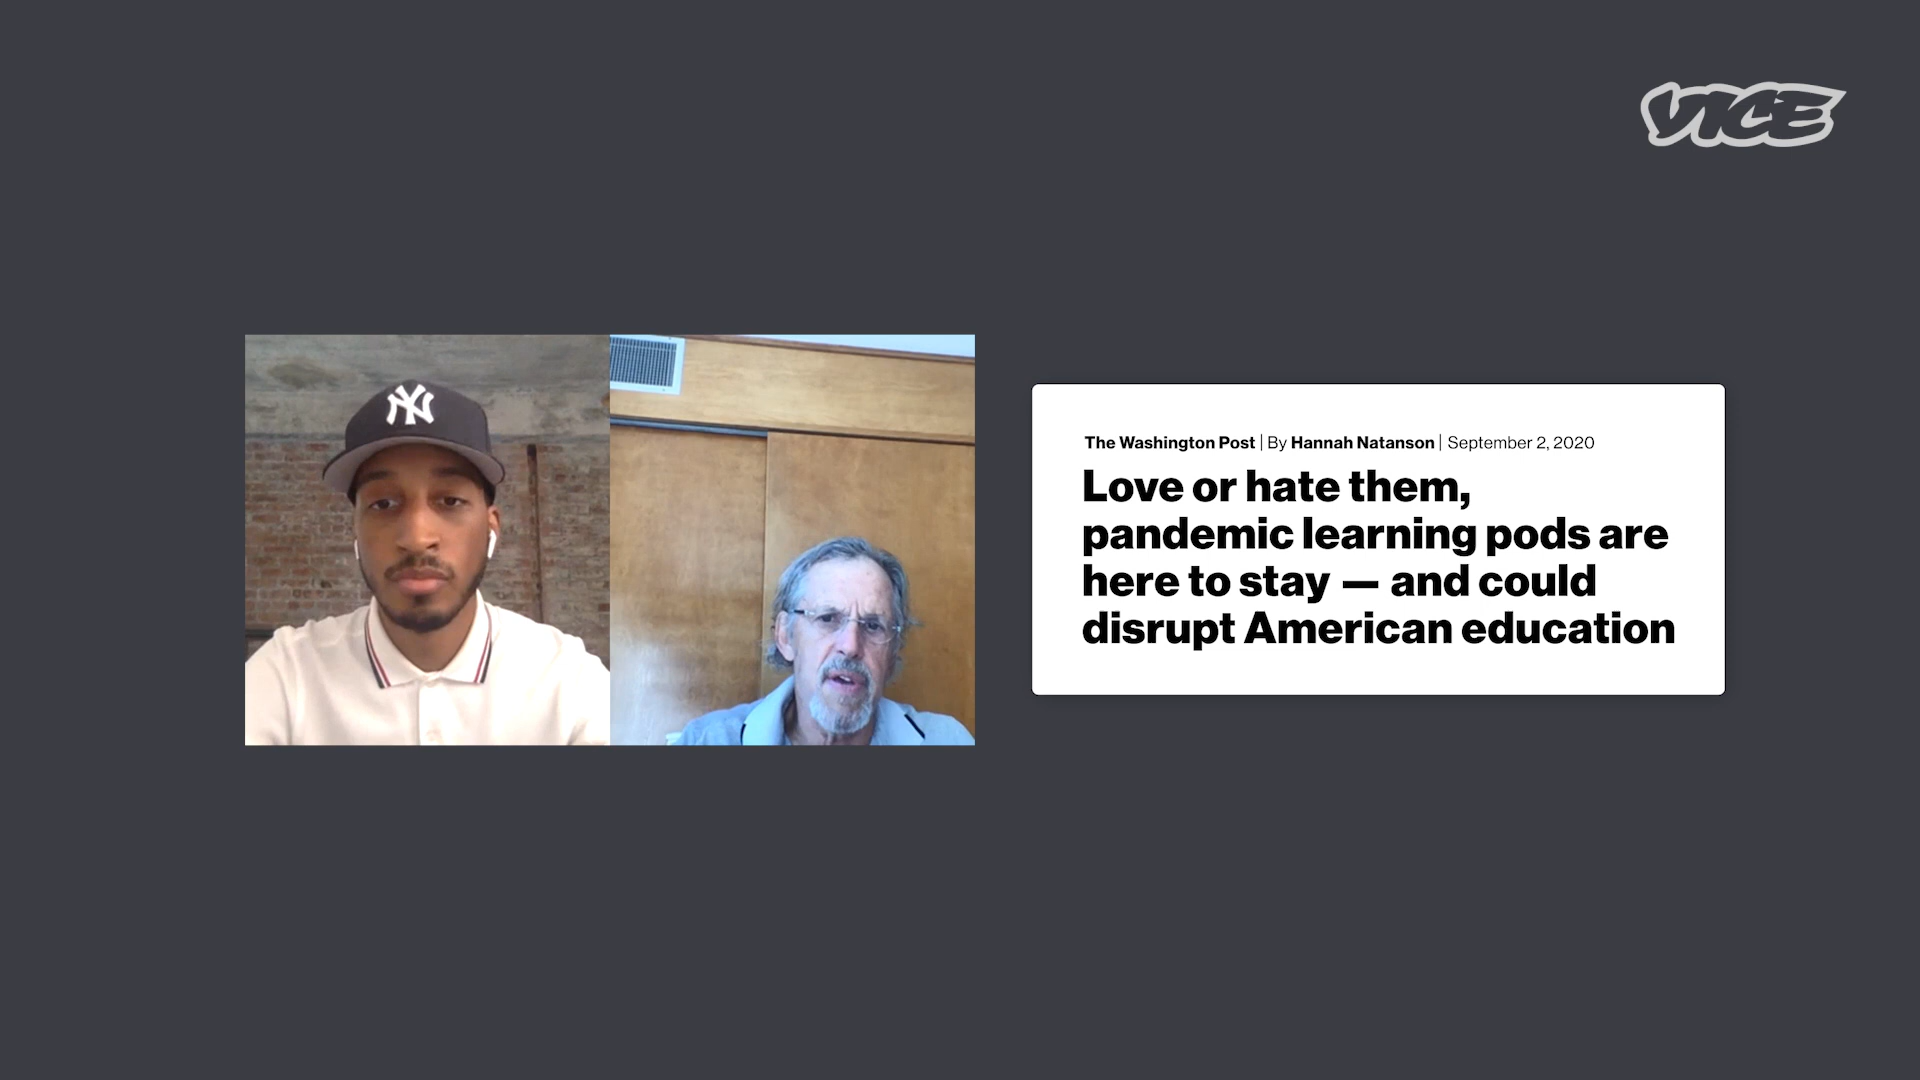 VICE
NY
The Washington Post | By Hannah Natanson | September 2, 2020
Love or hate them,
pandemic learning pods are
here to stay — and could
disrupt American education